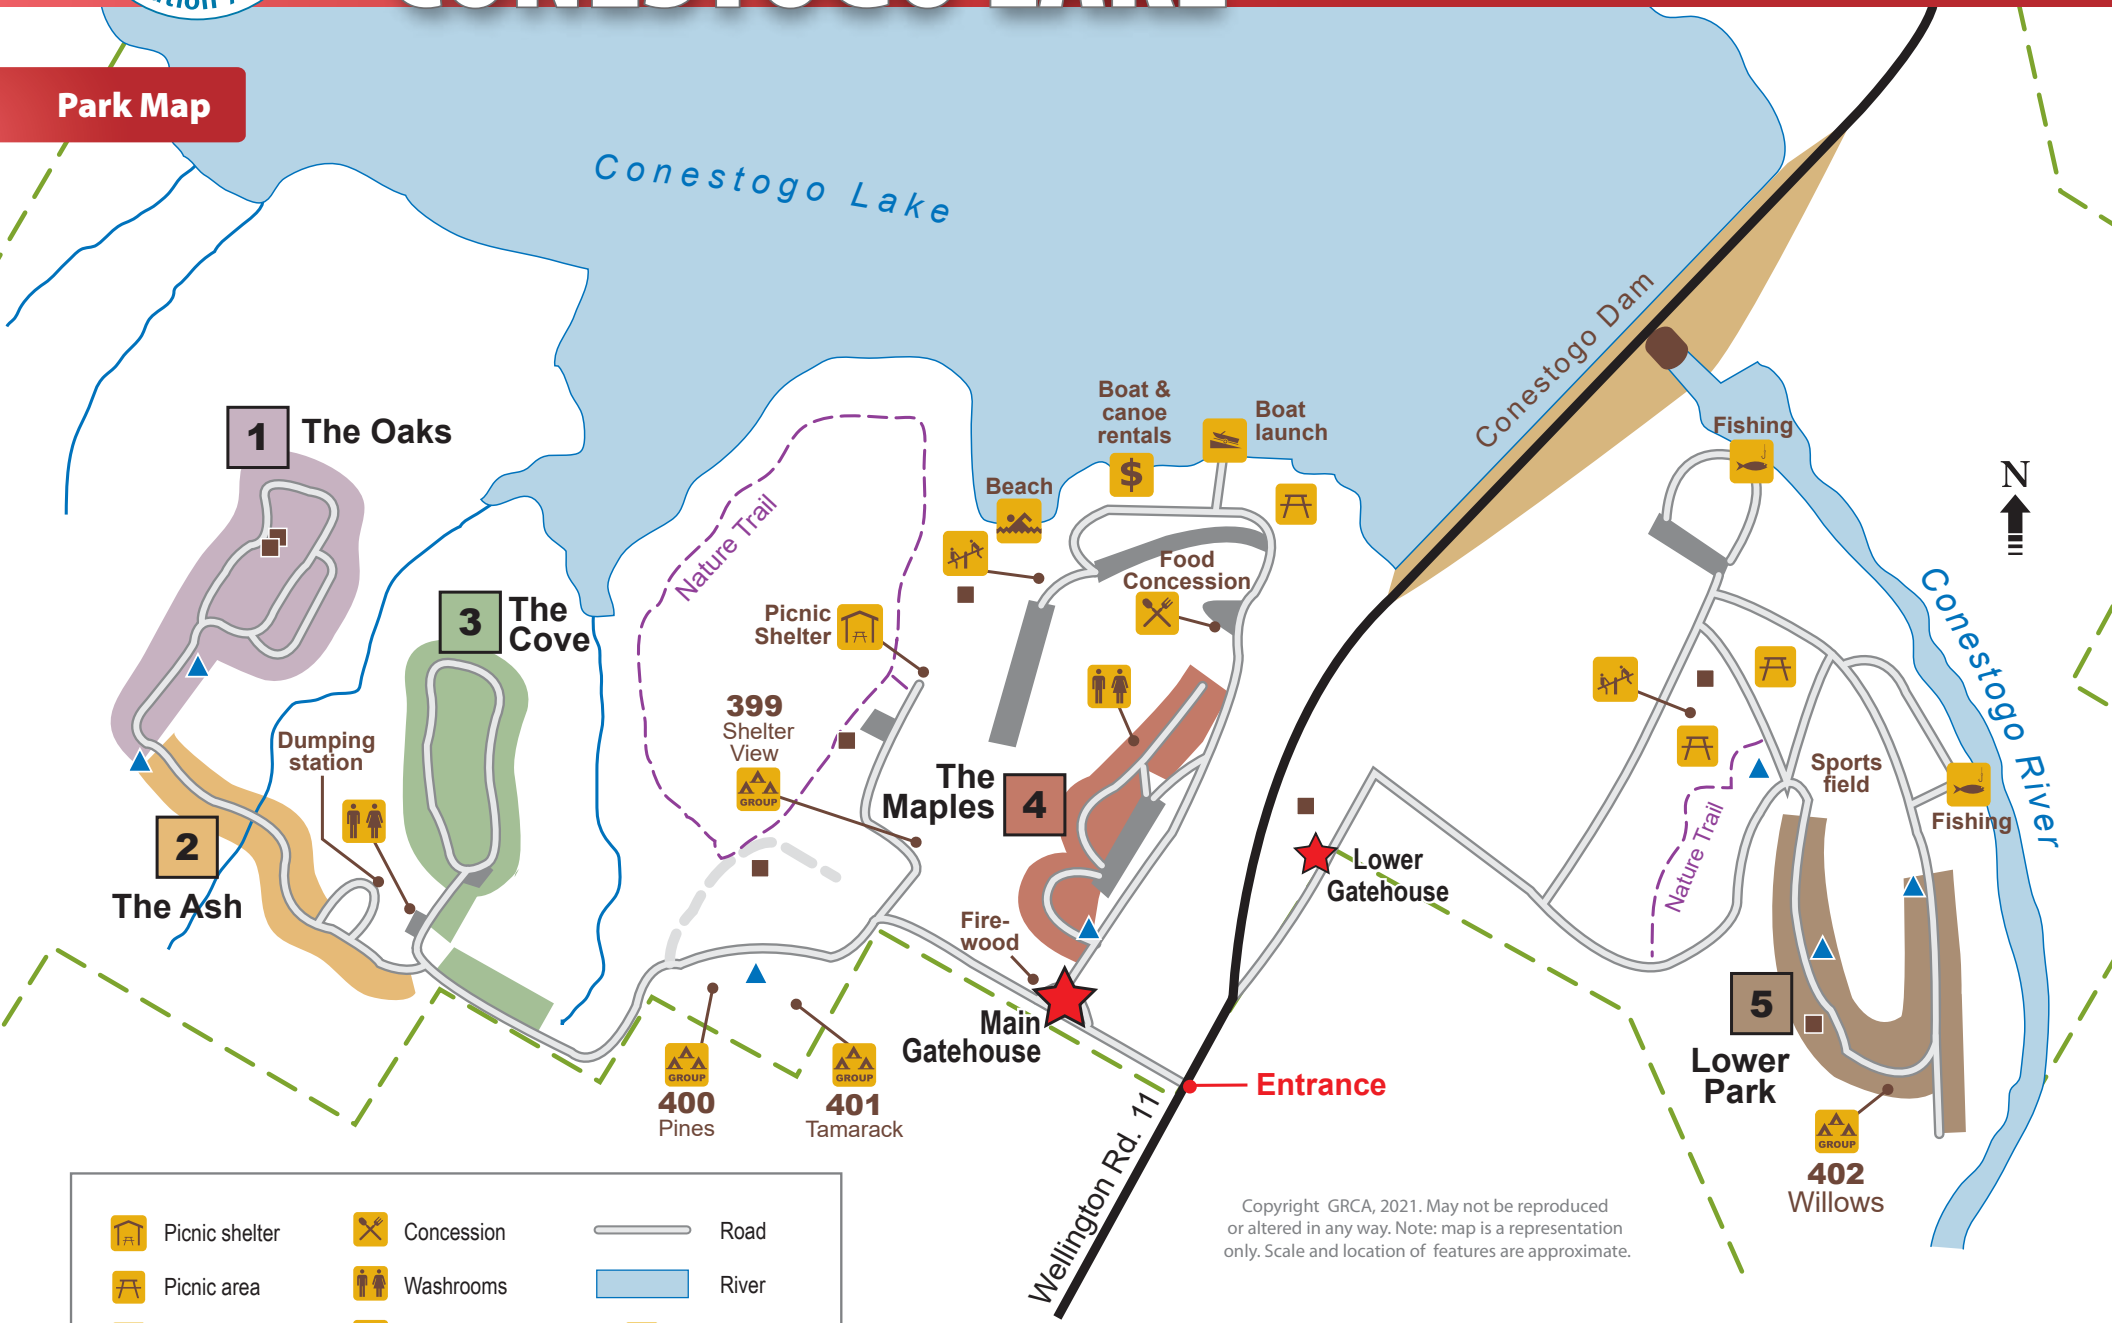 CONESTOGO LAKE
Park Map
Conestogo Lake
Conestogo Dam
Boat &
canoe
rentals
$
Boat
launch
Beach
Fishing
N
1
The Oaks
Nature Trail
Food
Concession
Conestogo River
3
The
Cove
Picnic
Shelter
399
Shelter
View
GROUP
Dumping
station
The
Maples
4
Sports
field
Fishing
2
The Ash
Nature Trail
Lower
Gatehouse
Fire-
wood
Main
Gatehouse
5
Lower
Park
GROUP
400
Pines
GROUP
401
Tamarack
Entrance
Wellington Rd. 11
GROUP
402
Willows
Copyright GRCA, 2021. May not be reproduced
or altered in any way. Note: map is a representation
only. Scale and location of features are approximate.
Picnic shelter
Concession
Road
Picnic area
Washrooms
River